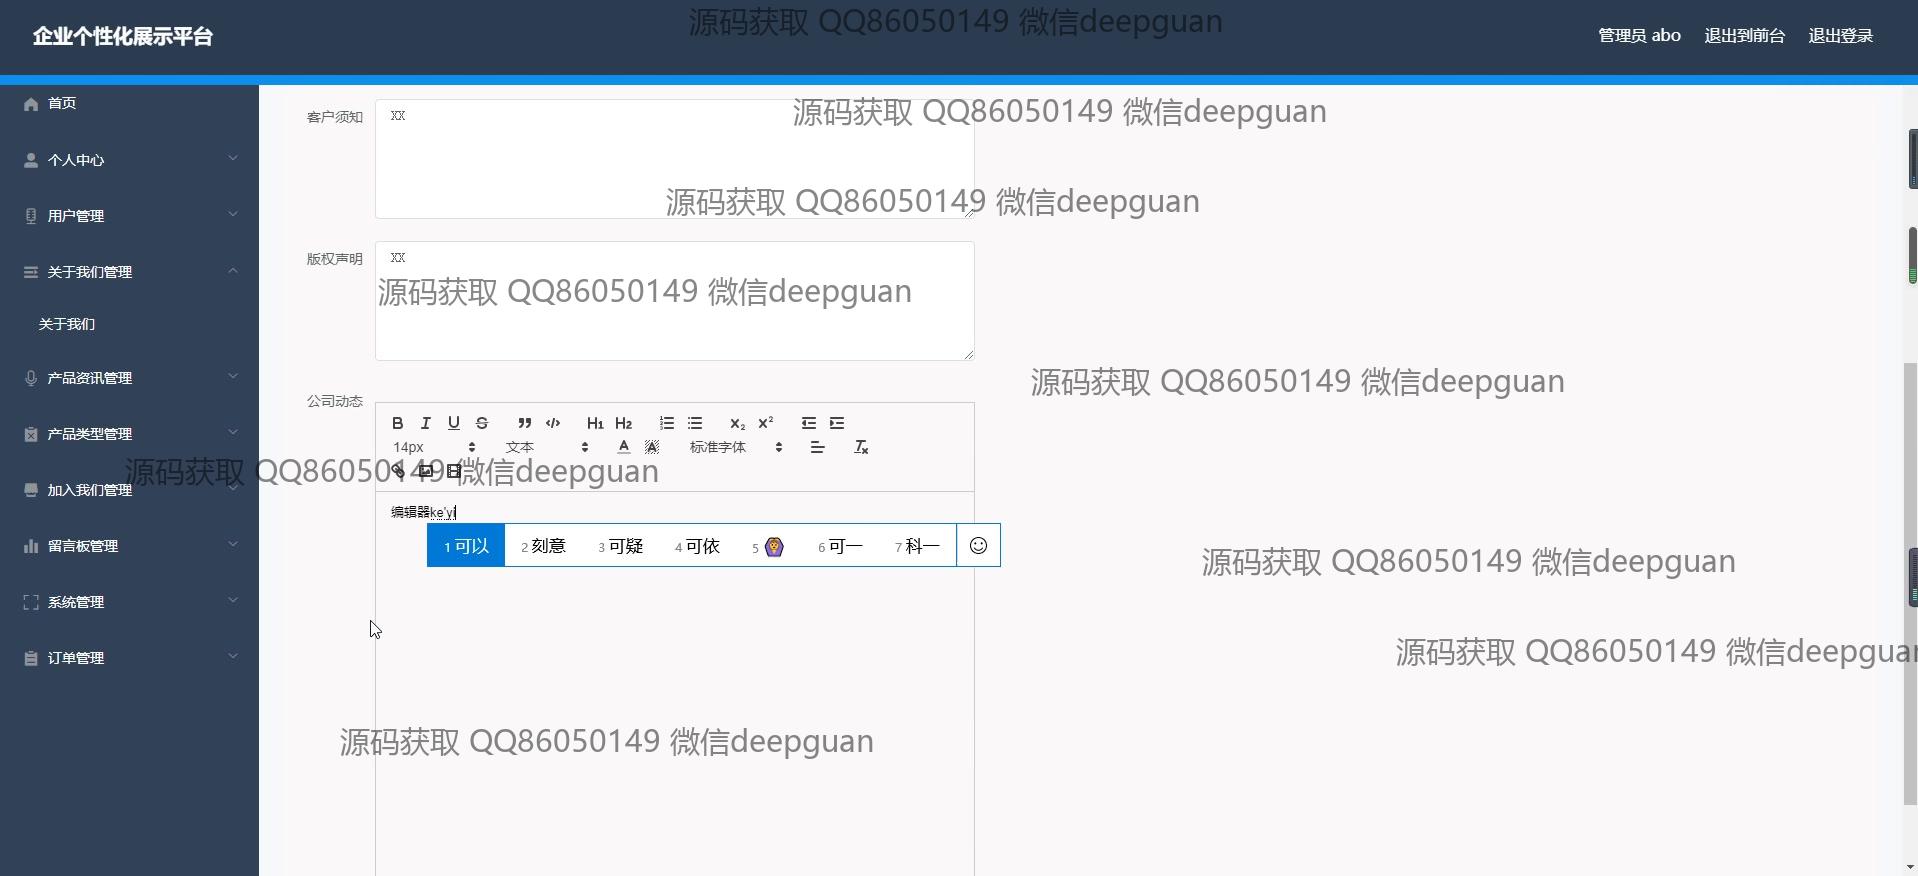 源码获取 QQ86050149 微信deepguan
企业个性化展示平台
管理员 abo 退出到前台 退出登录
首页
个人中心
用户管理
关于我们管理
关于我们
产品资讯管理
产品类型管理
加入我们管理
留言板管理
系统管理
订单管理
客户须知 XX
源码获取 QQ86050149 微信deepguan
源码获取 QQ86050149 微信deepguan
版权声明 XX
源码获取 QQ86050149 微信deepguan
源码获取 QQ86050149 微信deepguan
公司动态
B I U S H1 H2 X₂ X²
14px 文本 A A 标准字体 Tx
源码获取 QQ86050149 微信deepguan
编辑器ke'yi
1 可以 2 刻意 3 可疑 4 可依 5 🙆 6 可一 7 科一
源码获取 QQ86050149 微信deepguan
源码获取 QQ86050149 微信deepguan
源码获取 QQ86050149 微信deepguan